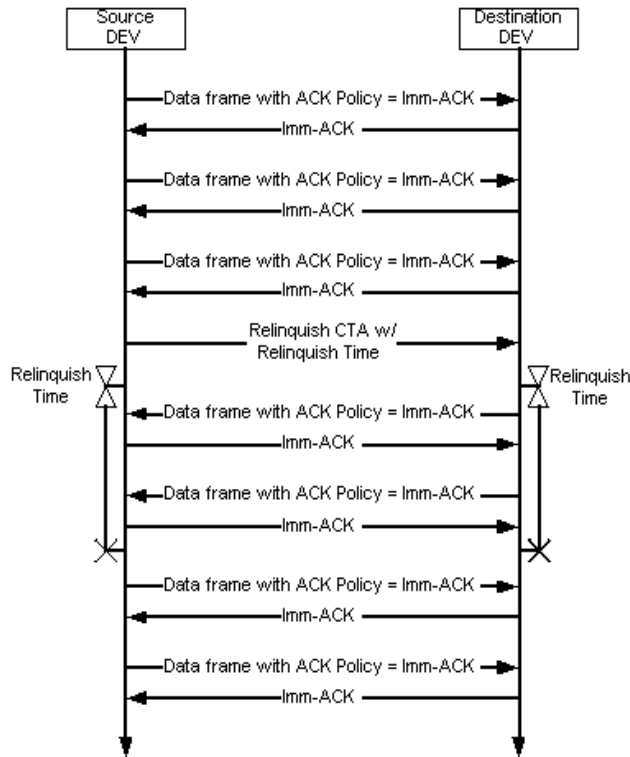 Source
DEV
Destination
DEV
Data frame with ACK Policy = Imm-ACK
Imm-ACK
Data frame with ACK Policy = Imm-ACK
Imm-ACK
Data frame with ACK Policy = Imm-ACK
Imm-ACK
Relinquish CTA w/
Relinquish Time
Relinquish
Time
Relinquish
Time
Data frame with ACK Policy = Imm-ACK
Imm-ACK
Data frame with ACK Policy = Imm-ACK
Imm-ACK
Data frame with ACK Policy = Imm-ACK
Imm-ACK
Data frame with ACK Policy = Imm-ACK
Imm-ACK